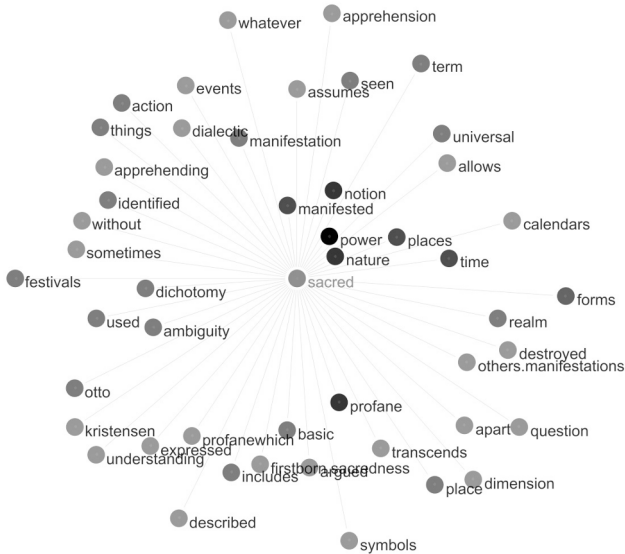 whatever
apprehension
term
events
assumes
seen
action
things
dialectic
manifestation
universal
apprehending
allows
identified
notion
manifested
without
calendars
power
places
sometimes
nature
time
festivals
sacred
dichotomy
forms
used
ambiguity
realm
destroyed
others.manifestations
otto
profane
kristensen
profanewhich
basic
apart
question
expressed
understanding
transcends
firstborn.sacredness
argued
includes
place
dimension
described
symbols